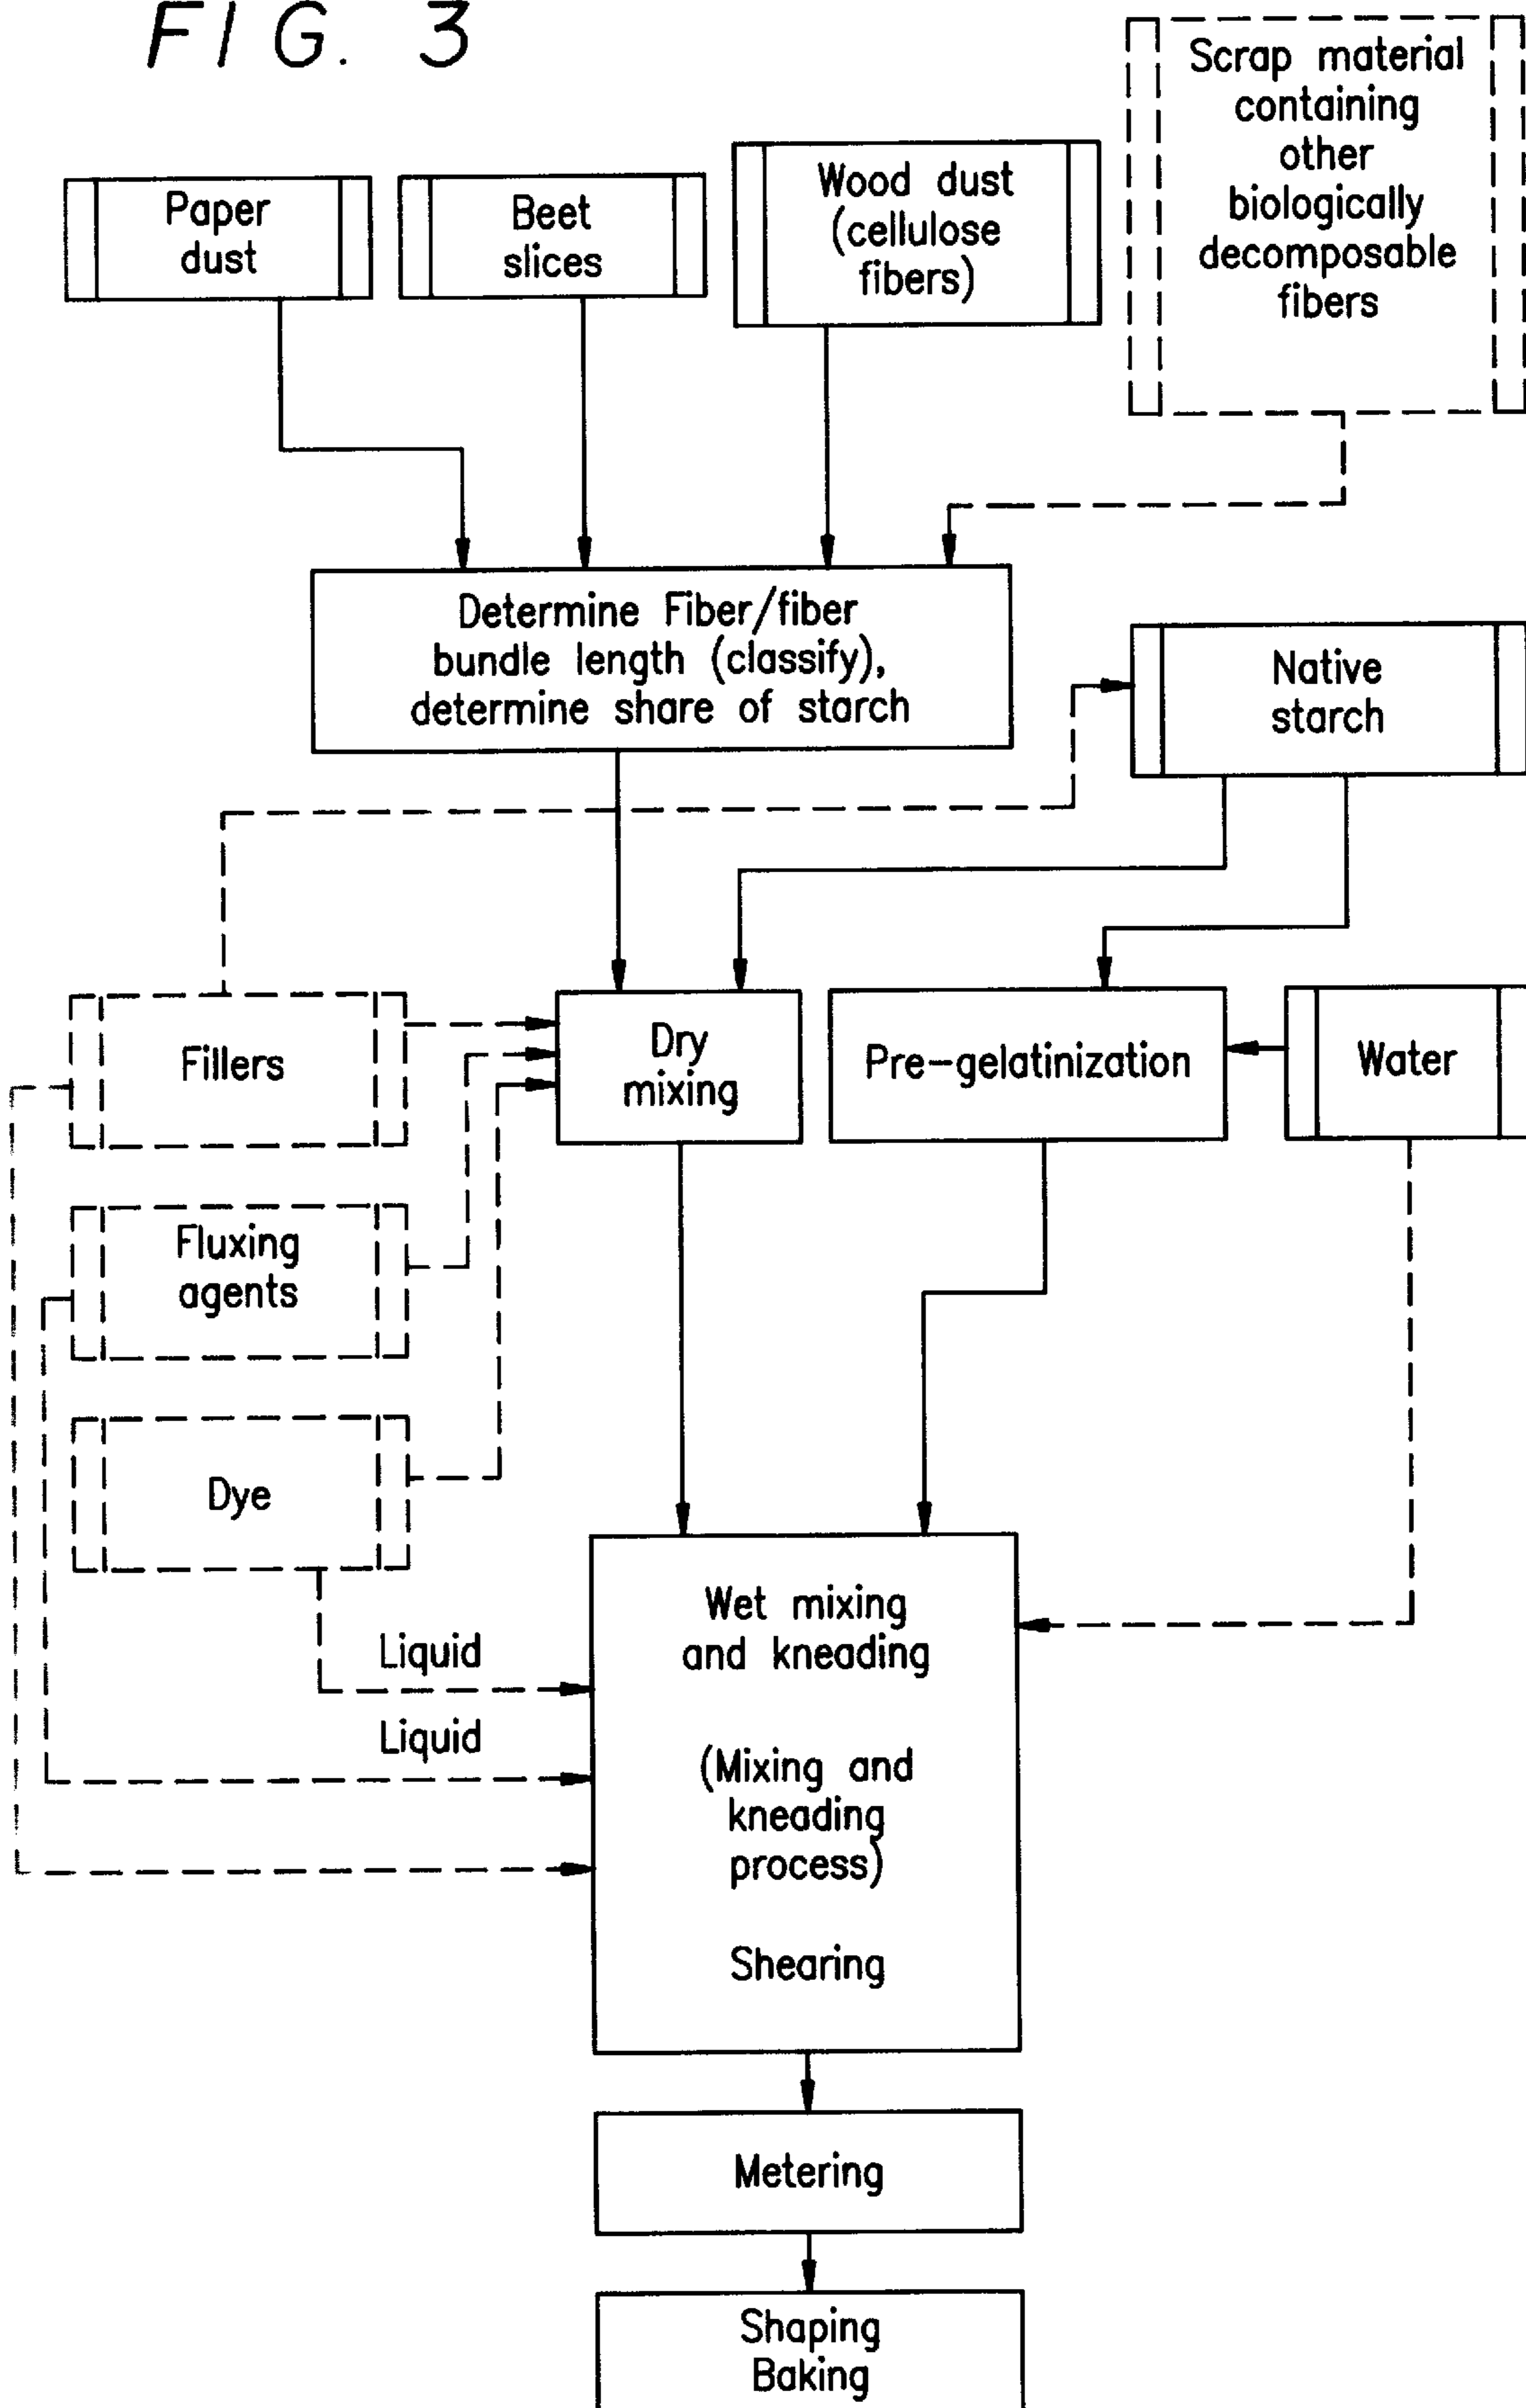 FIG. 3
Scrap material
containing
other
biologically
decomposable
fibers
Paper
dust
Beet
slices
Wood dust
(cellulose
fibers)
Determine Fiber/fiber
bundle length (classify),
determine share of starch
Native
starch
Fillers
Dry
mixing
Pre-gelatinization
Water
Fluxing
agents
Dye
Liquid
Liquid
Wet mixing
and kneading
(Mixing and
kneading
process)
Shearing
Metering
Shaping
Baking